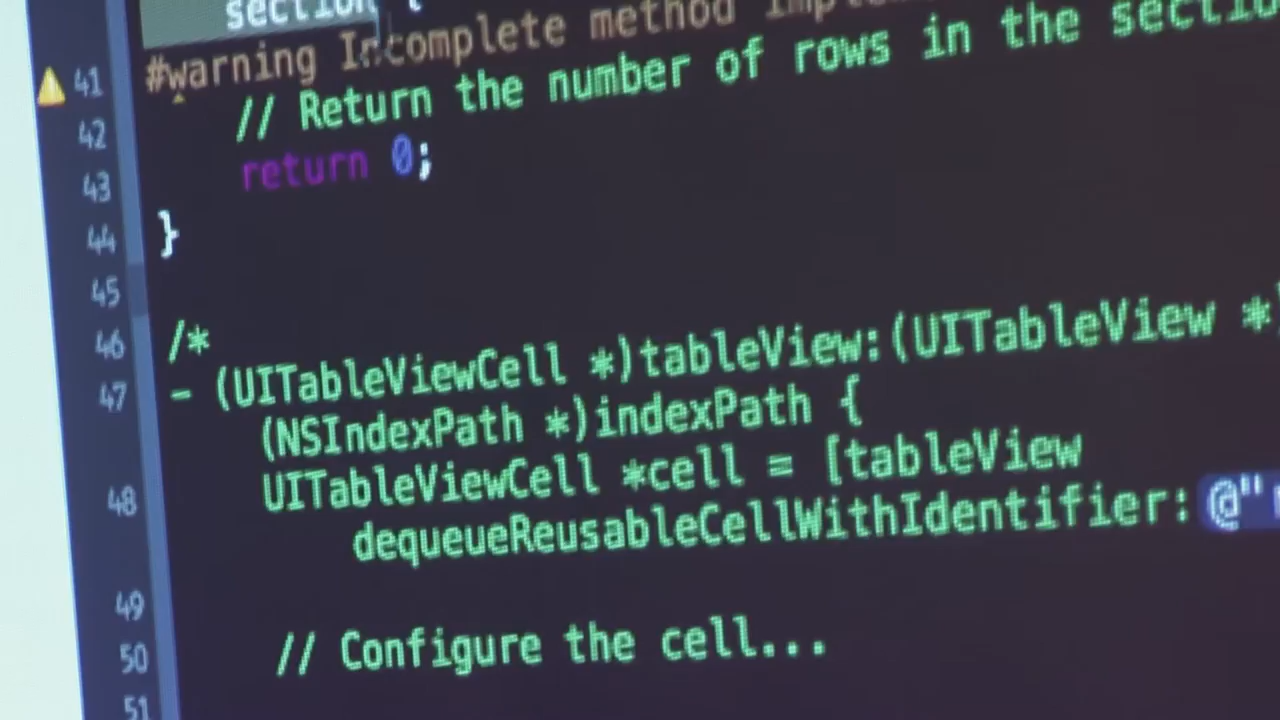 section {
41 #warning Incomplete method
42 // Return the number of rows in the
43 return 0;
44 }
45
46 /*
47 - (UITableViewCell *)tableView:(UITableView *)
(NSIndexPath *)indexPath {
48 UITableViewCell *cell = [tableView
dequeueReusableCellWithIdentifier:@"
49
50 // Configure the cell...
51